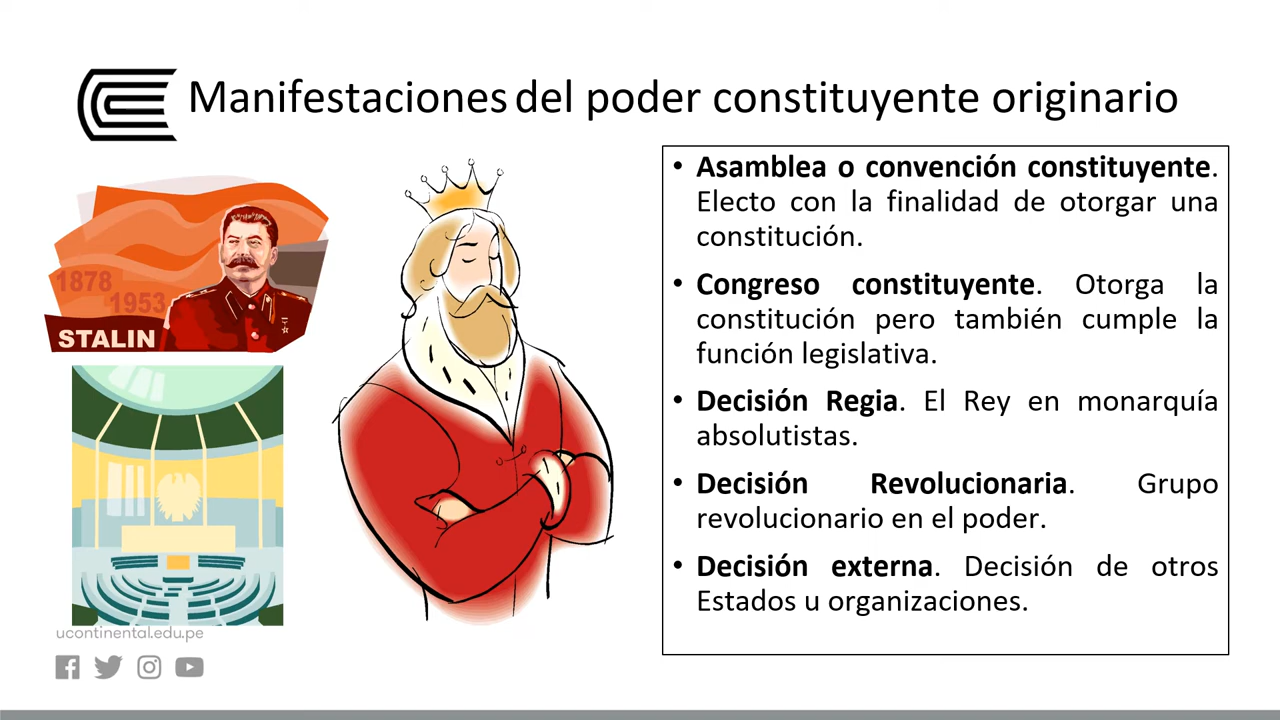 Manifestaciones del poder constituyente originario
1878
1953
STALIN
• Asamblea o convención constituyente.
Electo con la finalidad de otorgar una
constitución.
• Congreso constituyente. Otorga la
constitución pero también cumple la
función legislativa.
• Decisión Regia. El Rey en monarquía
absolutistas.
• Decisión Revolucionaria. Grupo
revolucionario en el poder.
• Decisión externa. Decisión de otros
Estados u organizaciones.
ucontinental.edu.pe